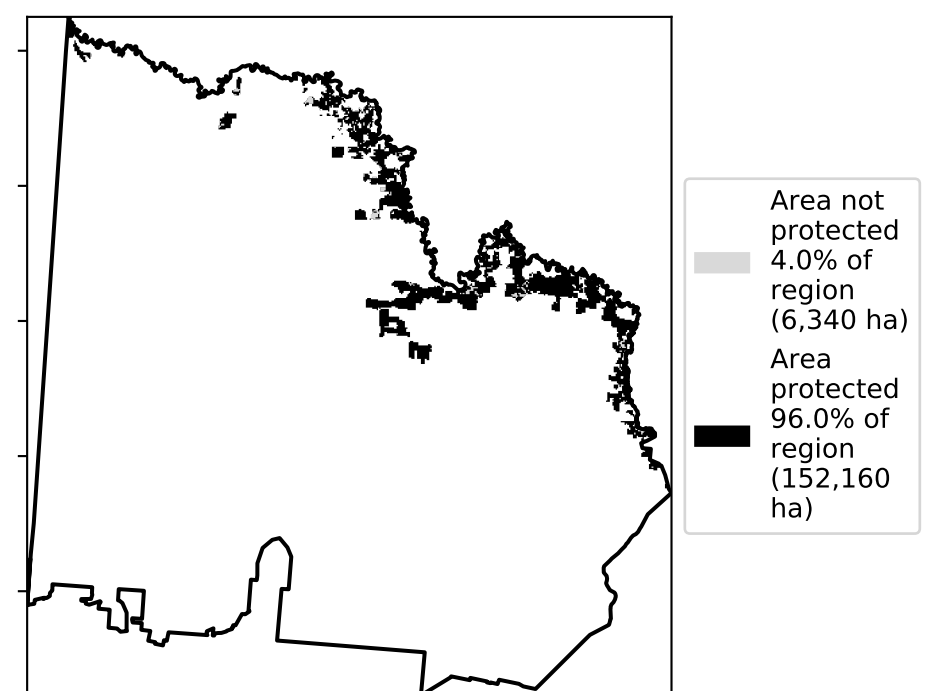 Area not
protected
4.0% of
region
(6,340 ha)
Area
protected
96.0% of
region
(152,160
ha)